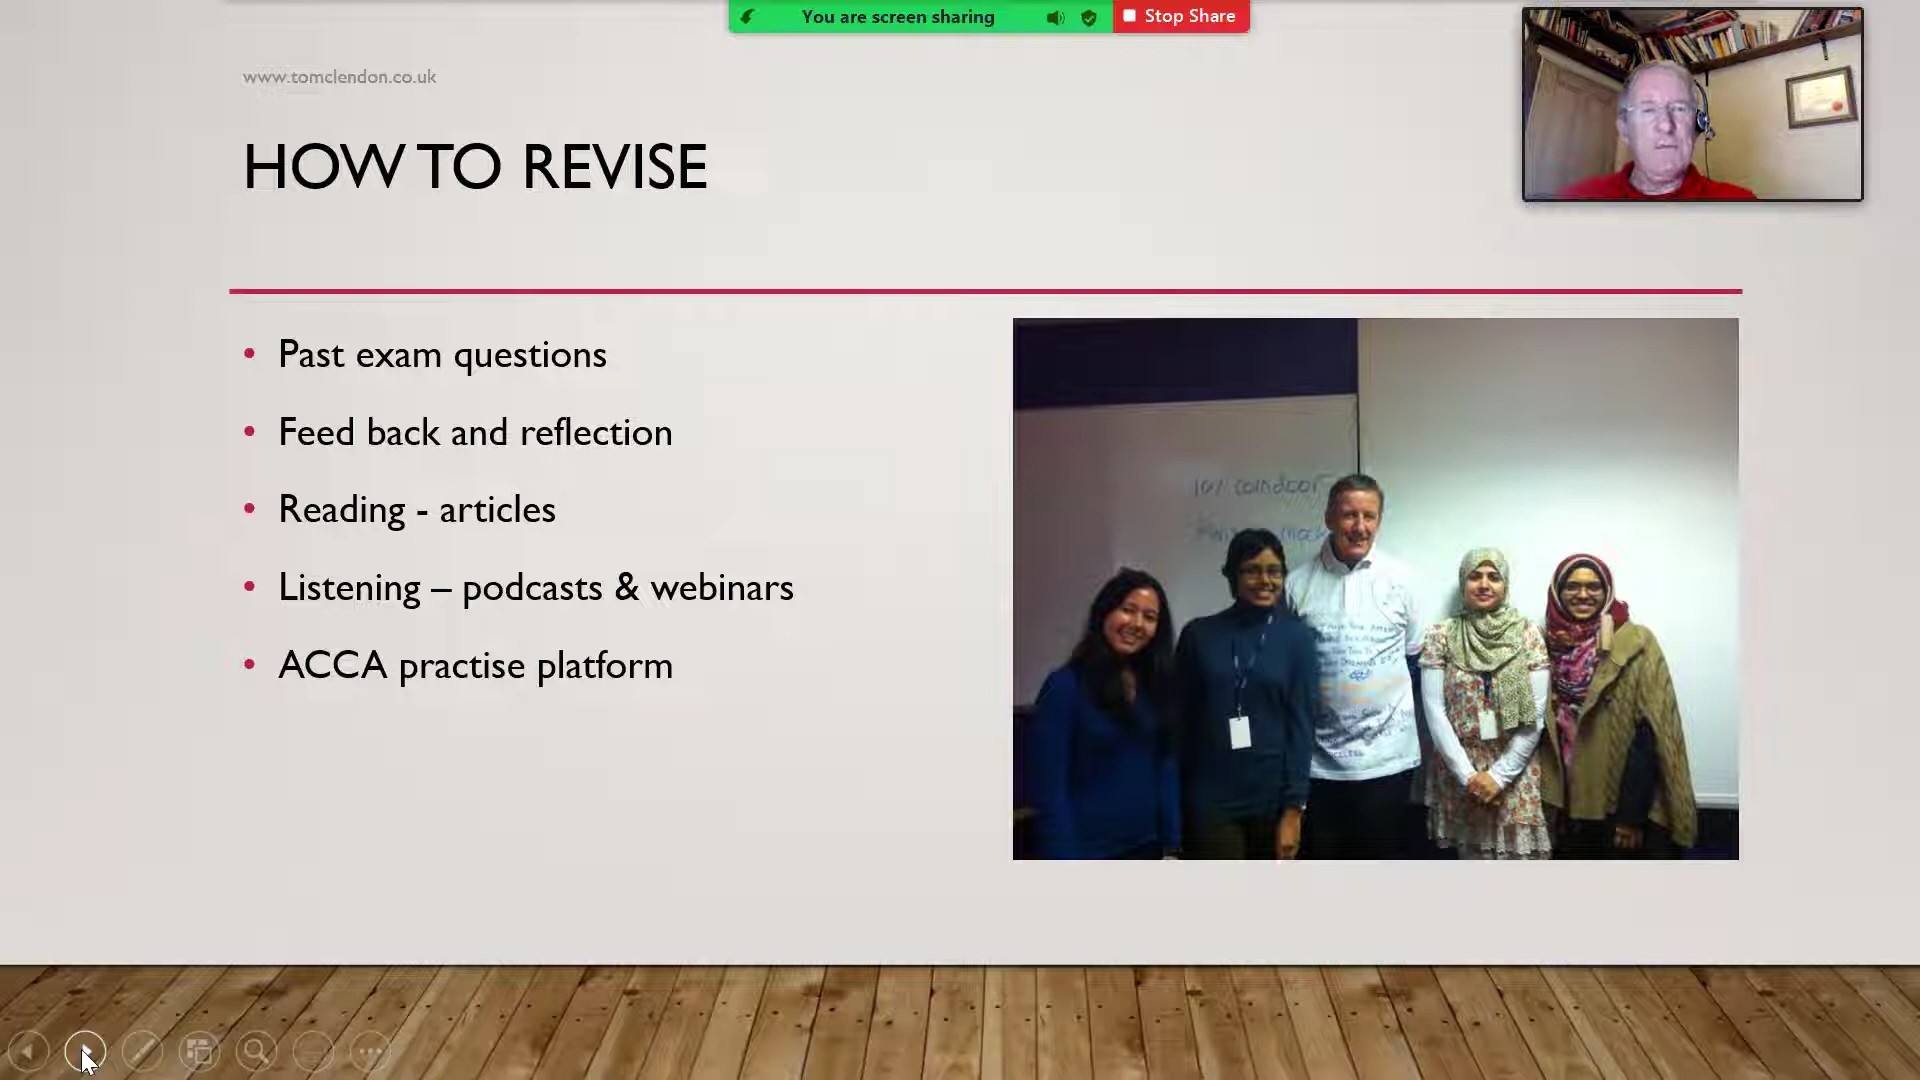 You are screen sharing
Stop Share
www.tomclendon.co.uk
HOW TO REVISE
• Past exam questions
• Feed back and reflection
• Reading - articles
• Listening – podcasts & webinars
• ACCA practise platform